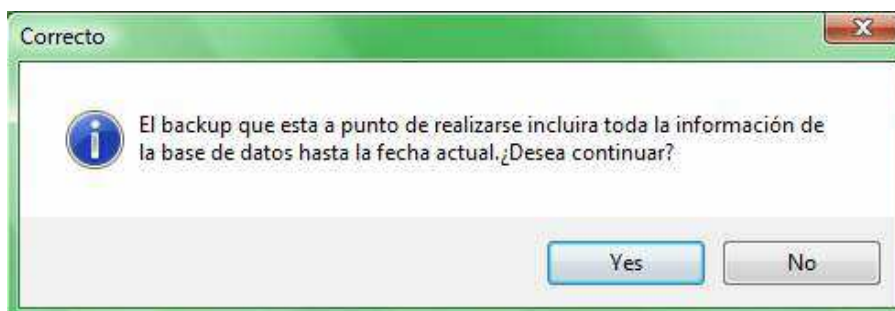 Correcto
El backup que esta a punto de realizarse incluira toda la información de
la base de datos hasta la fecha actual.¿Desea continuar?
Yes
No